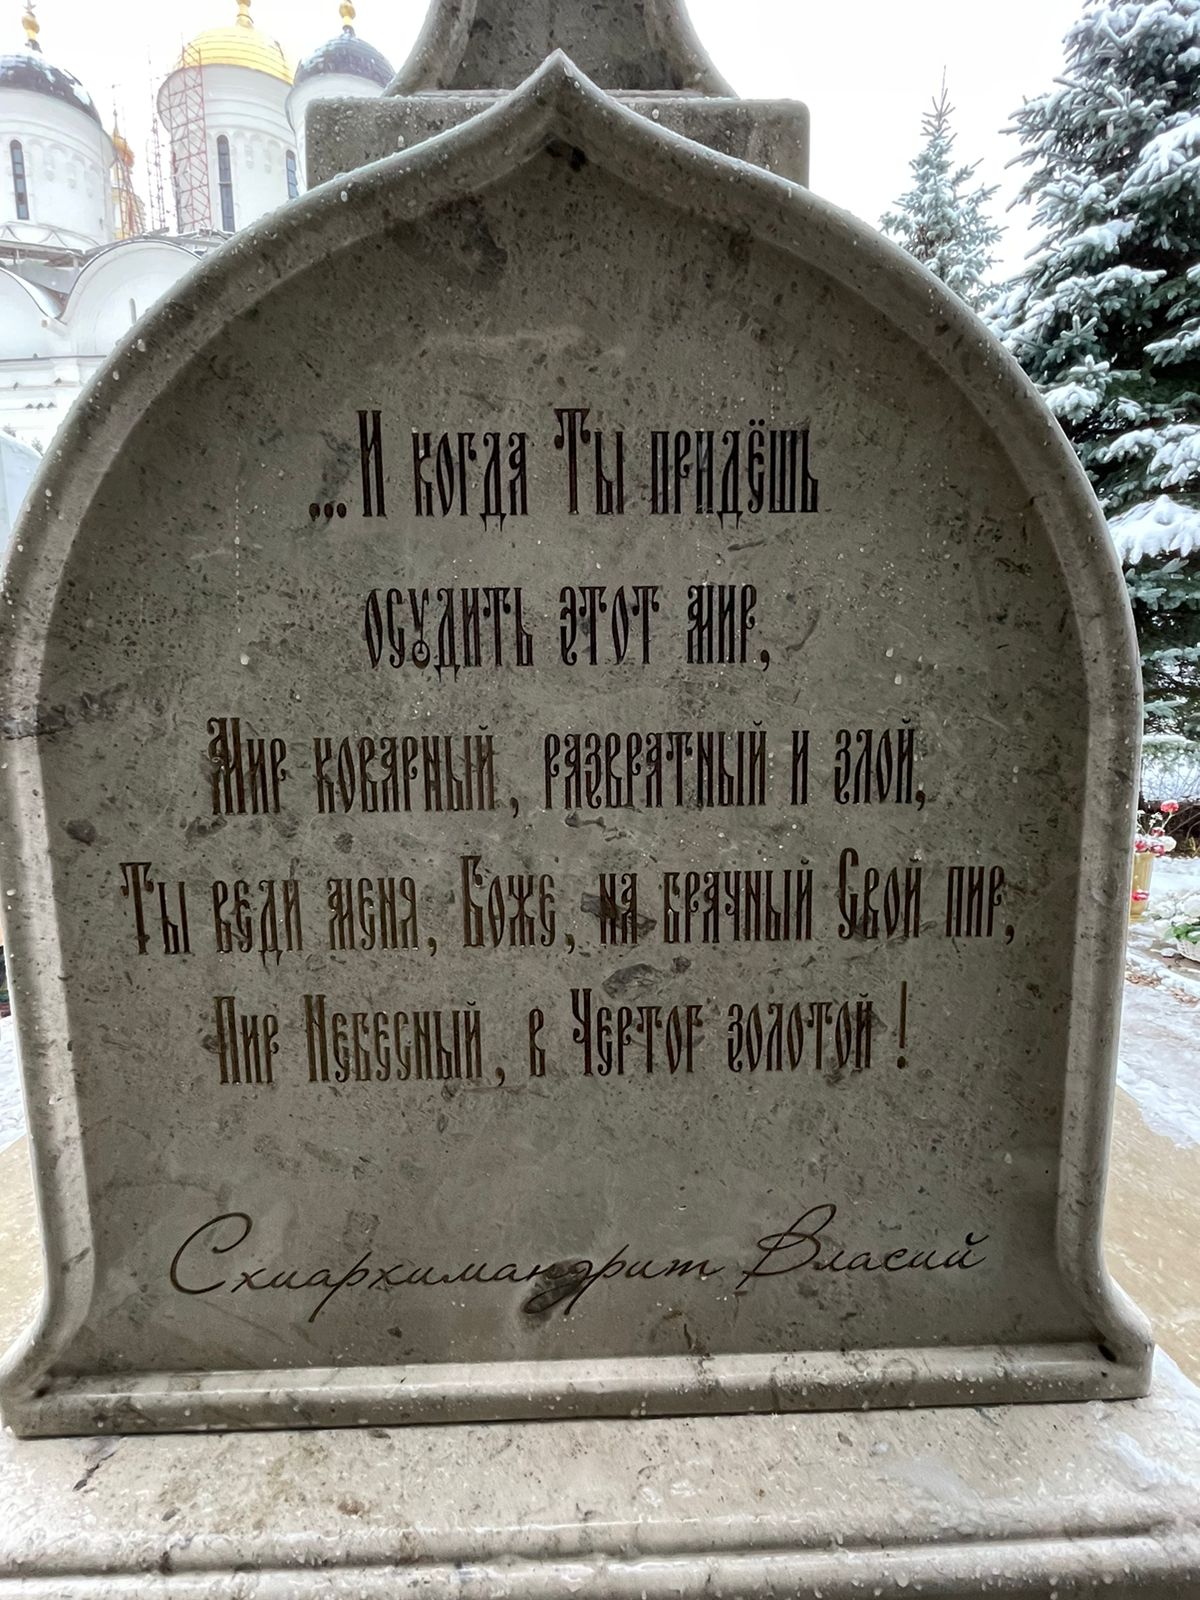 ...И когда Ты придёшь
осудить этот мир,
Мир коварный, развратный и злой,
Ты веди меня, Боже, на брачный Свой пир,
Пир Небесный, в Чертог золотой!
Схиархимандрит Власий